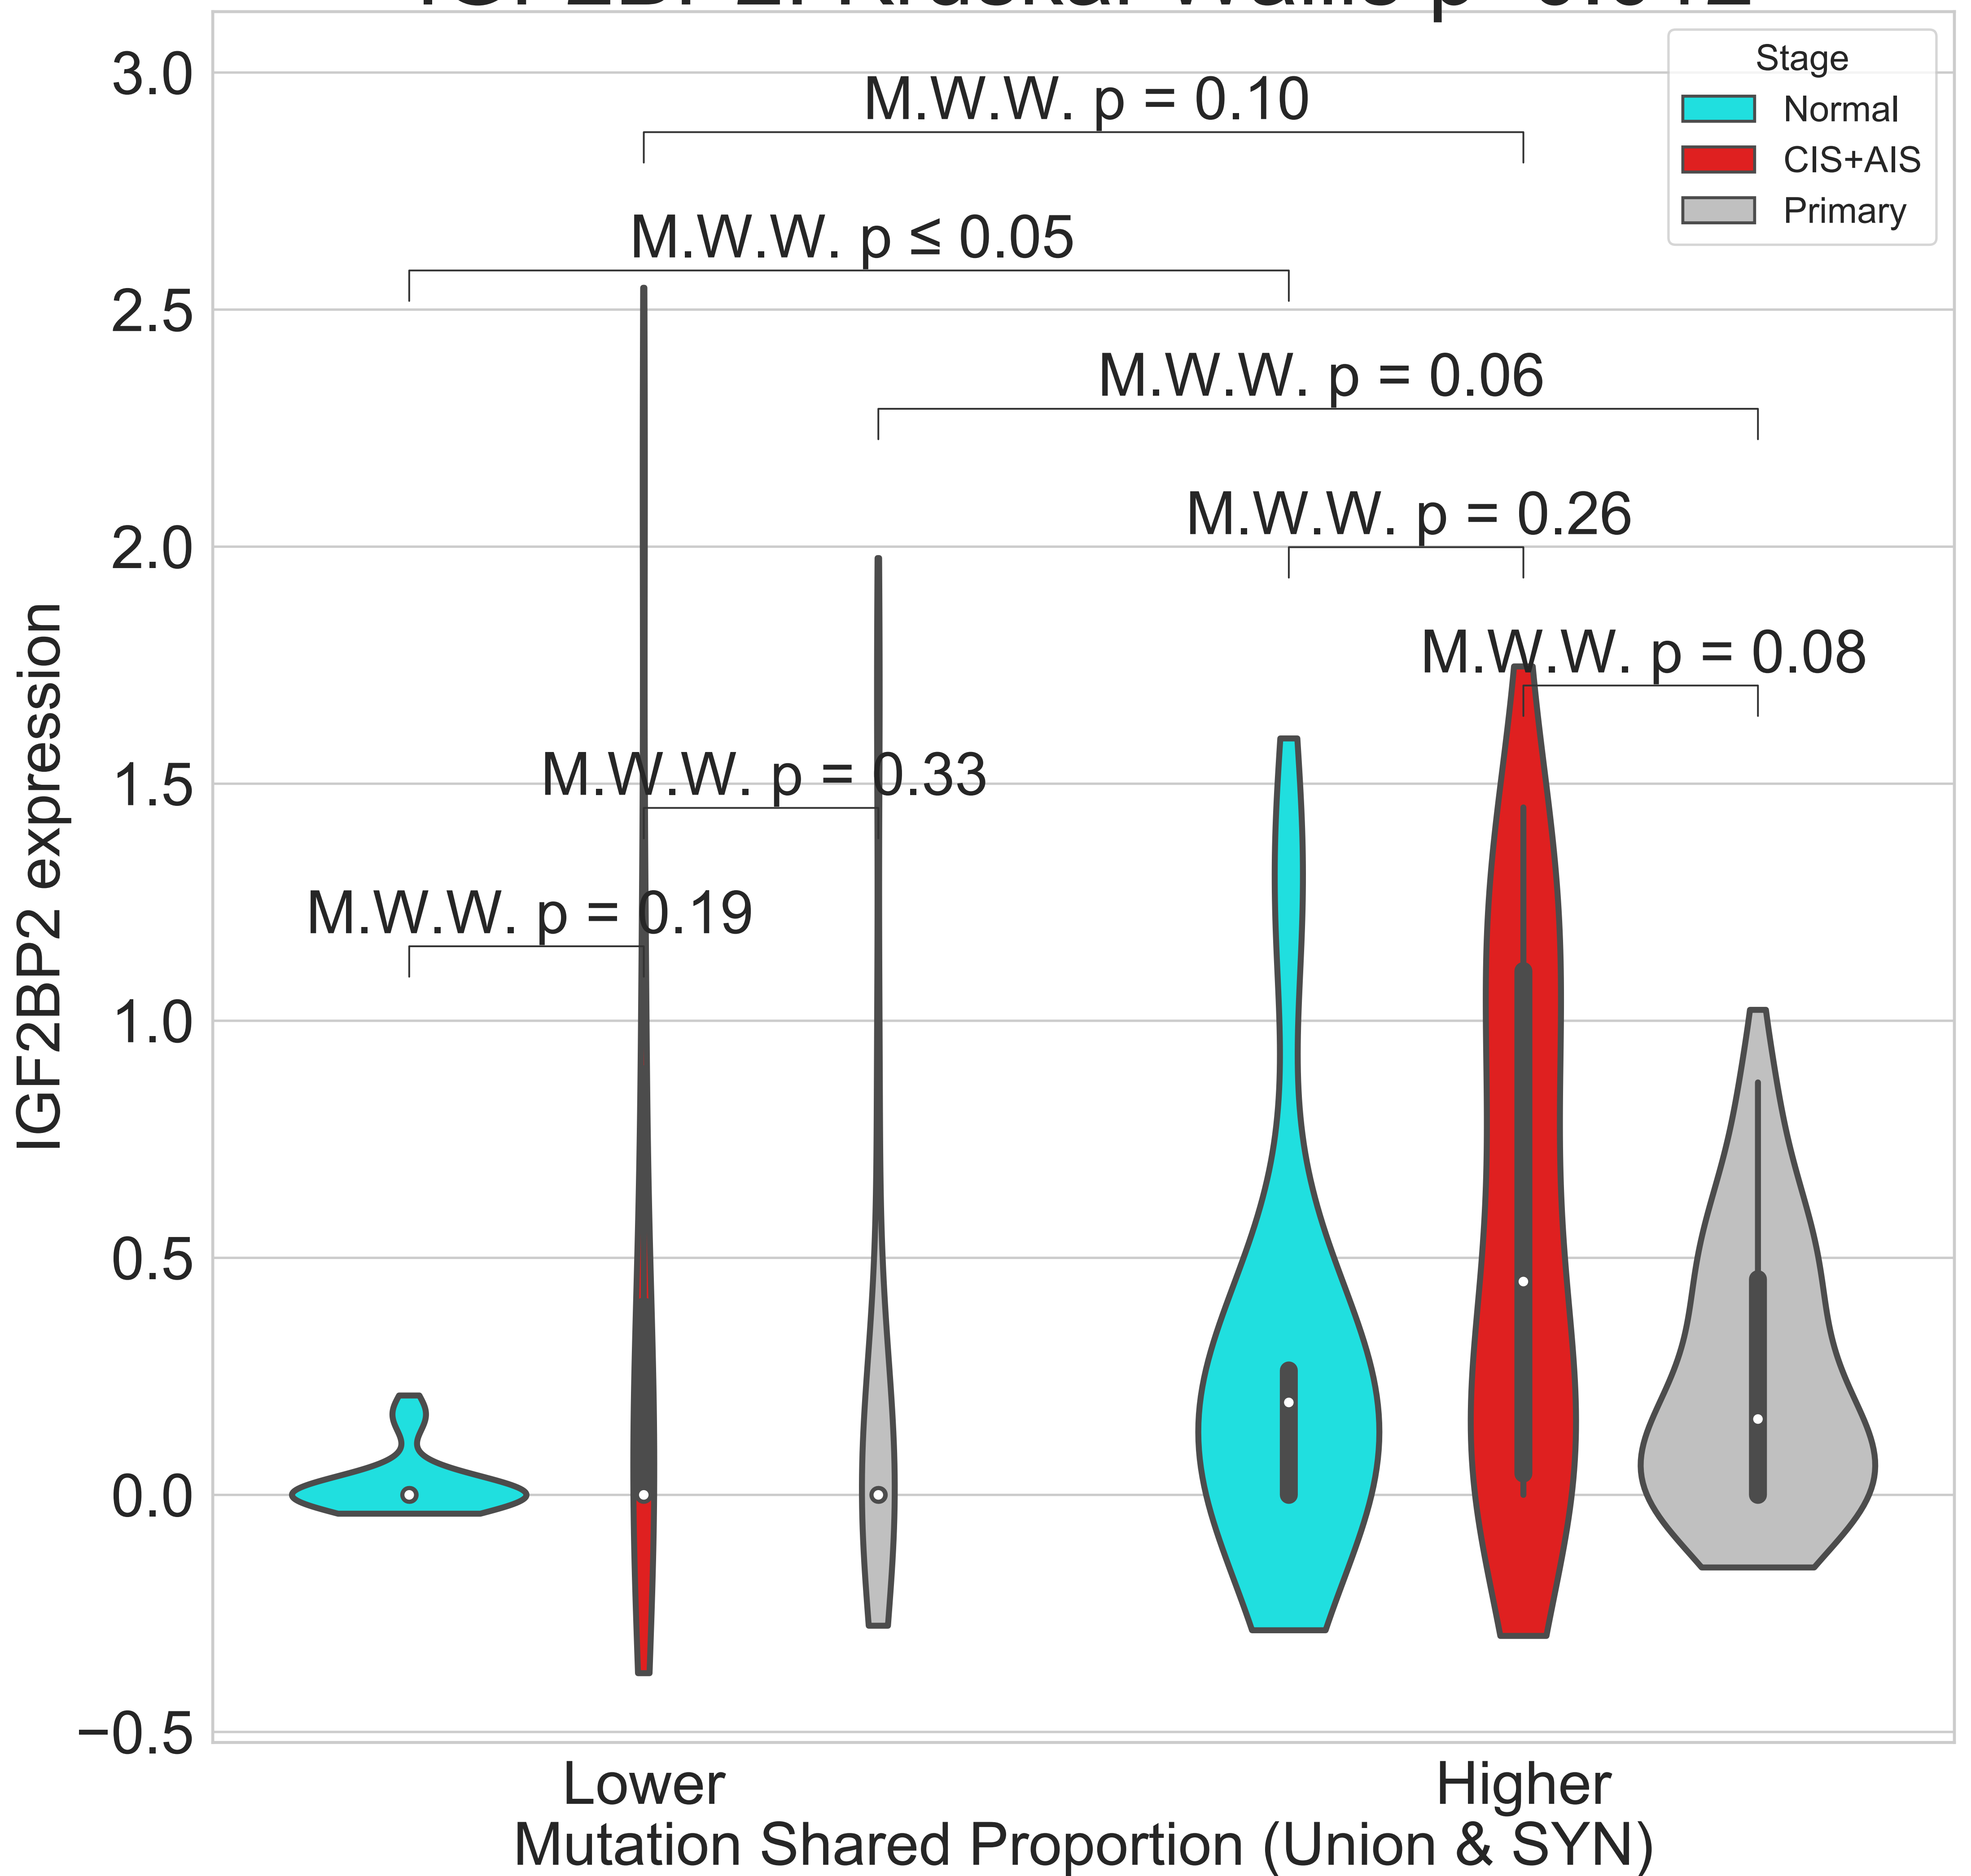 3.0
2.5
2.0
1.5
1.0
0.5
0.0
−0.5
IGF2BP2 expression
Stage
Normal
CIS+AIS
Primary
M.W.W. p = 0.10
M.W.W. p ≤ 0.05
M.W.W. p = 0.06
M.W.W. p = 0.26
M.W.W. p = 0.08
M.W.W. p = 0.33
M.W.W. p = 0.19
Lower
Higher
Mutation Shared Proportion (Union & SYN)